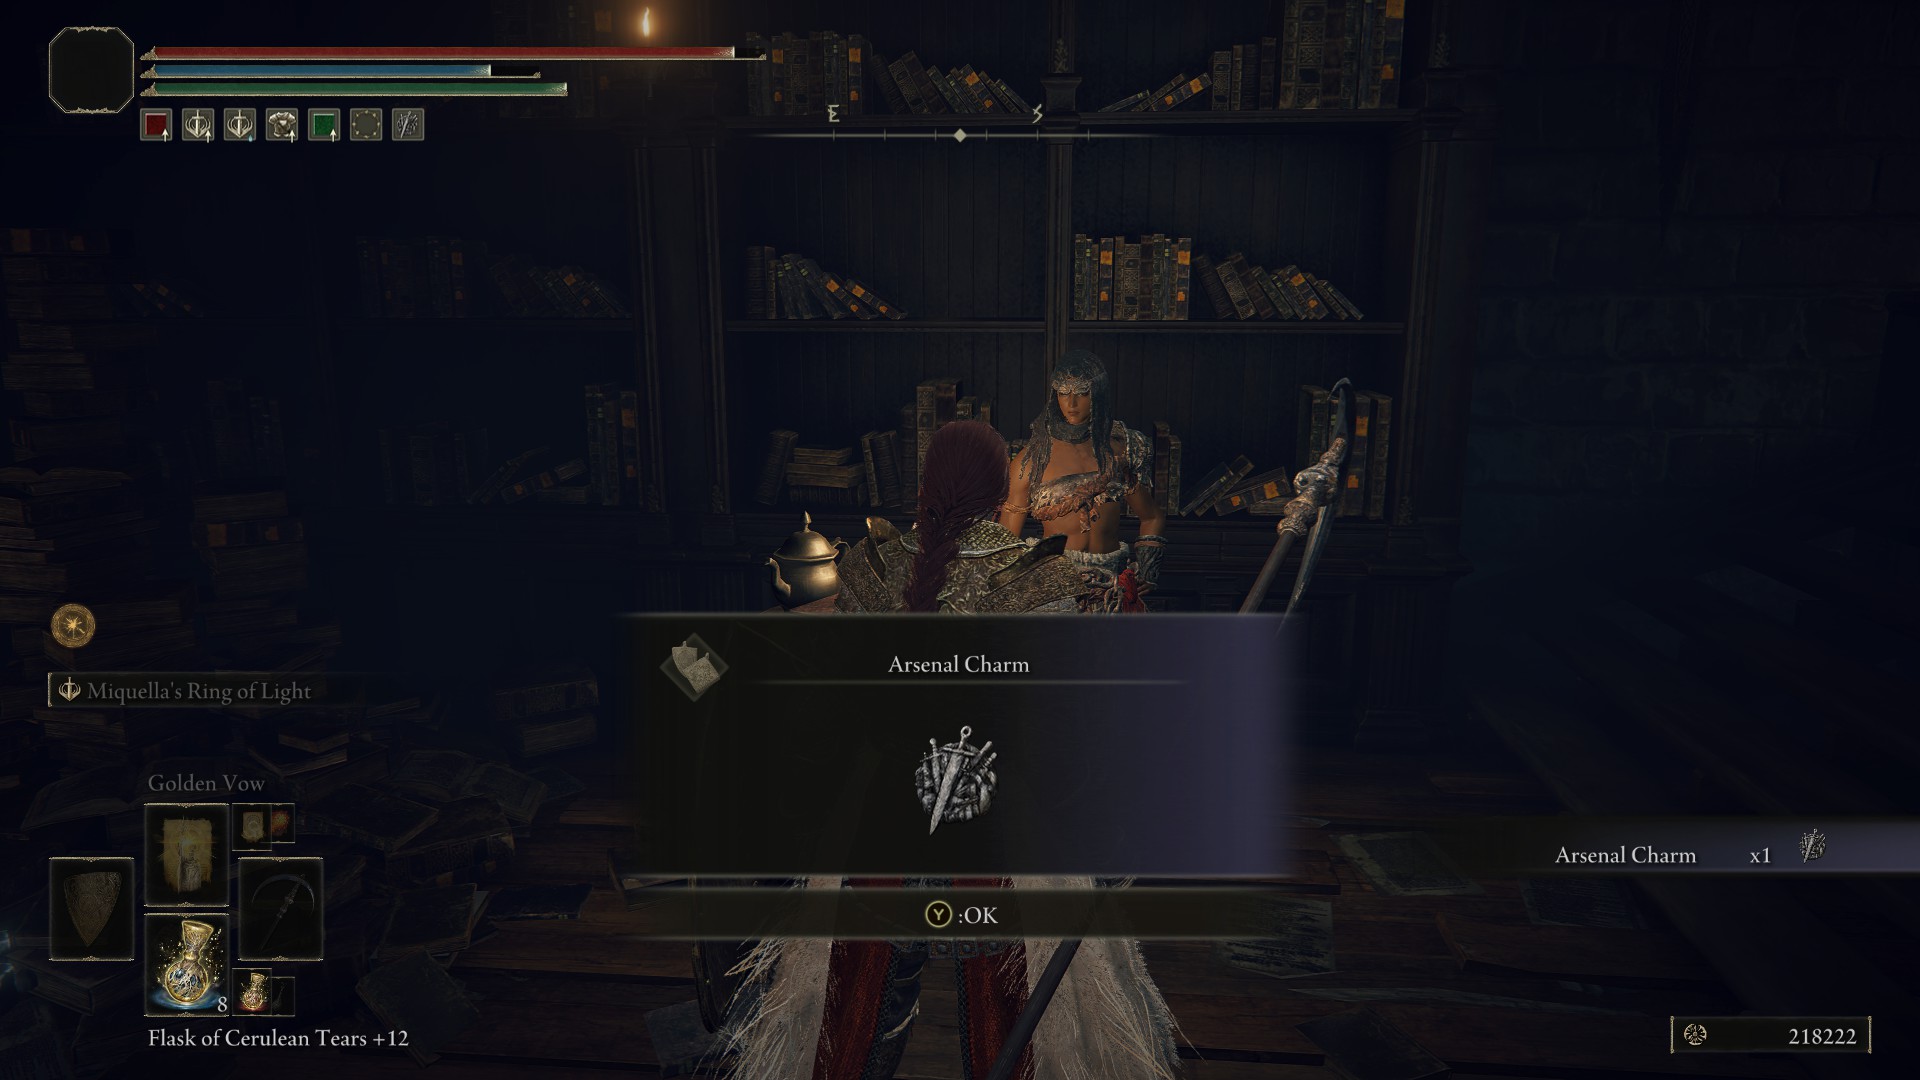 E S
Miquella's Ring of Light
Golden Vow
8
Flask of Cerulean Tears +12
Arsenal Charm
Y :OK
Arsenal Charm x1
218222